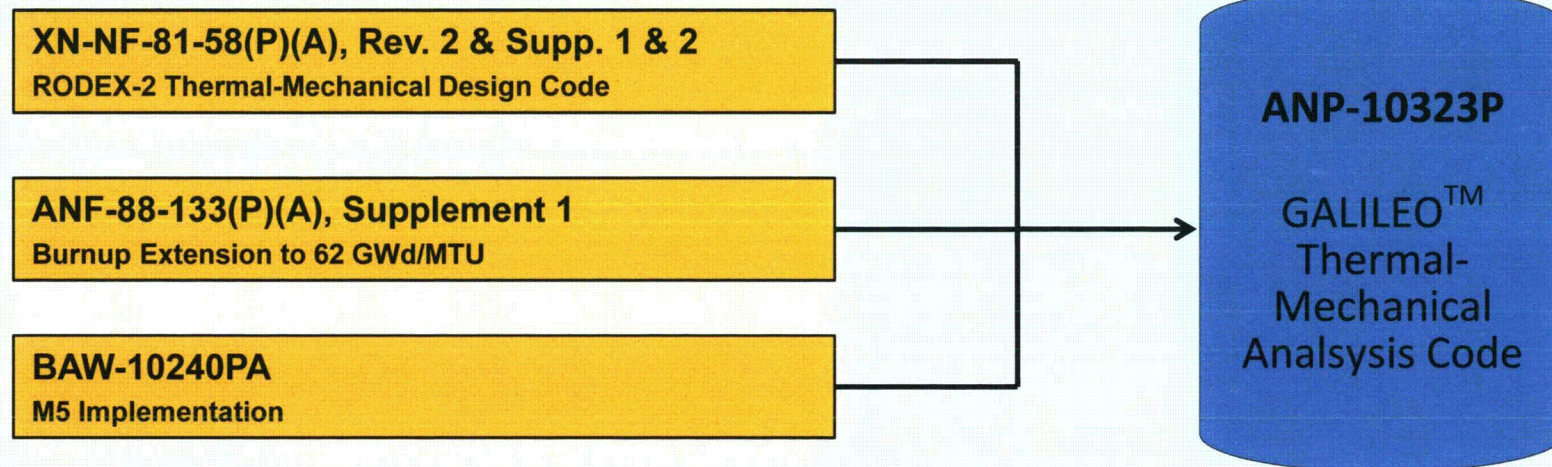 XN-NF-81-58(P)(A), Rev. 2 & Supp. 1 & 2
RODEX-2 Thermal-Mechanical Design Code
ANF-88-133(P)(A), Supplement 1
Burnup Extension to 62 GWd/MTU
BAW-10240PA
M5 Implementation
ANP-10323P
GALILEO™
Thermal-
Mechanical
Analsysis Code